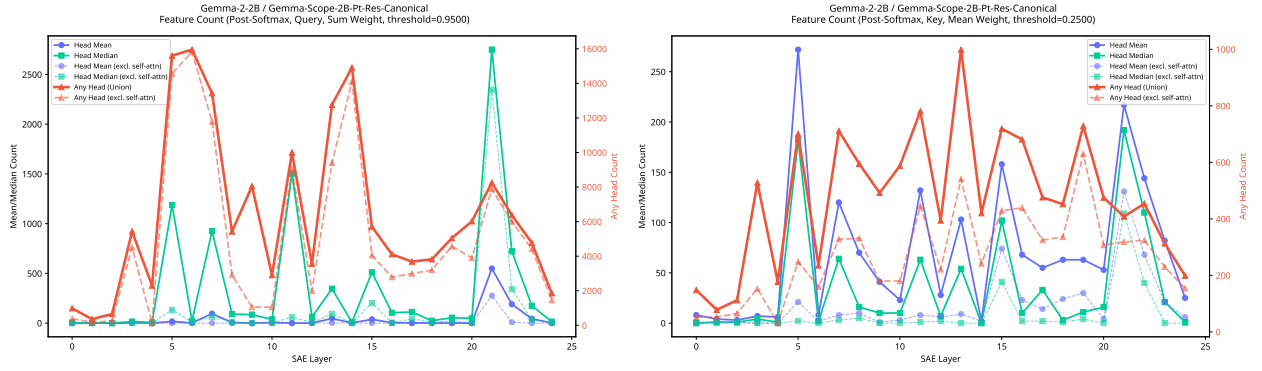 Gemma-2-2B / Gemma-Scope-2B-Pt-Res-Canonical
Feature Count (Post-Softmax, Query, Sum Weight, threshold=0.9500)
Head Mean
Head Median
Head Mean (excl. self-attn)
Head Median (excl. self-attn)
Any Head (Union)
Any Head (excl. self-attn)
Mean/Median Count
2500
2000
1500
1000
500
0
16000
14000
12000
10000
8000
6000
4000
2000
0
Any Head Count
0
5
10
15
20
25
SAE Layer
Gemma-2-2B / Gemma-Scope-2B-Pt-Res-Canonical
Feature Count (Post-Softmax, Key, Mean Weight, threshold=0.2500)
Head Mean
Head Median
Head Mean (excl. self-attn)
Head Median (excl. self-attn)
Any Head (Union)
Any Head (excl. self-attn)
Mean/Median Count
250
200
150
100
50
0
1000
800
600
400
200
0
Any Head Count
0
5
10
15
20
25
SAE Layer